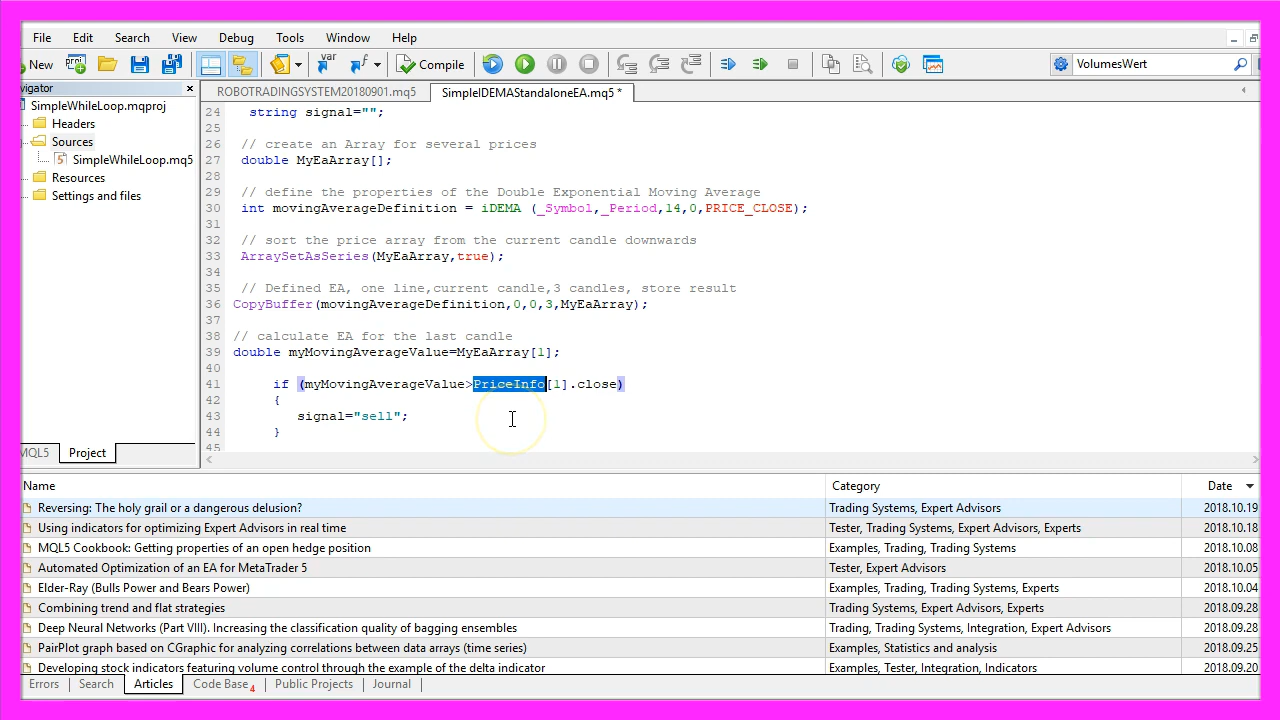 File Edit Search View Debug Tools Window Help
New Compile VolumesWert
vigator ROBOTRADINGSYSTEM20180901.mq5 SimpleIDEMAStandaloneEA.mq5 *
SimpleWhileLoop.mqproj
Headers
Sources
SimpleWhileLoop.mq5
Resources
Settings and files
MQL5 Project
24 string signal="";
25
26 // create an Array for several prices
27 double MyEaArray[];
28
29 // define the properties of the Double Exponential Moving Average
30 int movingAverageDefinition = iDEMA (_Symbol,_Period,14,0,PRICE_CLOSE);
31
32 // sort the price array from the current candle downwards
33 ArraySetAsSeries(MyEaArray,true);
34
35 // Defined EA, one line,current candle,3 candles, store result
36 CopyBuffer(movingAverageDefinition,0,0,3,MyEaArray);
37
38 // calculate EA for the last candle
39 double myMovingAverageValue=MyEaArray[1];
40
41 if (myMovingAverageValue>PriceInfo[1].close)
42 {
43 signal="sell";
44 }
45
Name Category Date
Reversing: The holy grail or a dangerous delusion? Trading Systems, Expert Advisors 2018.10.19
Using indicators for optimizing Expert Advisors in real time Tester, Trading Systems, Expert Advisors, Experts 2018.10.18
MQL5 Cookbook: Getting properties of an open hedge position Examples, Trading, Trading Systems 2018.10.08
Automated Optimization of an EA for MetaTrader 5 Tester, Expert Advisors 2018.10.05
Elder-Ray (Bulls Power and Bears Power) Examples, Trading, Trading Systems, Experts 2018.10.04
Combining trend and flat strategies Trading Systems, Expert Advisors, Experts 2018.09.28
Deep Neural Networks (Part VIII). Increasing the classification quality of bagging ensembles Trading, Trading Systems, Integration, Expert Advisors 2018.09.28
PairPlot graph based on CGraphic for analyzing correlations between data arrays (time series) Examples, Statistics and analysis 2018.09.25
Developing stock indicators featuring volume control through the example of the delta indicator Examples, Tester, Integration, Indicators 2018.09.20
Errors Search Articles Code Base 4 Public Projects Journal